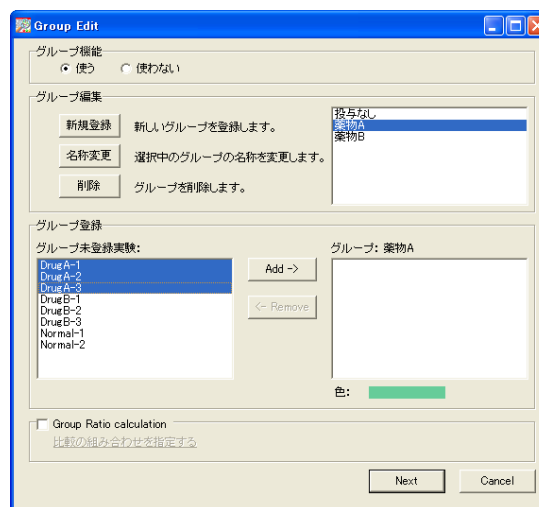 Group Edit
グループ機能
使う 使わない
グループ編集
新規登録 新しいグループを登録します。
名称変更 選択中のグループの名称を変更します。
削除 グループを削除します。
投与なし
薬物A
薬物B
グループ登録
グループ未登録実験:
DrugA-1
DrugA-2
DrugA-3
DrugB-1
DrugB-2
DrugB-3
Normal-1
Normal-2
Add ->
<- Remove
グループ: 薬物A
色:
Group Ratio calculation
比較の組み合わせを指定する
Next Cancel